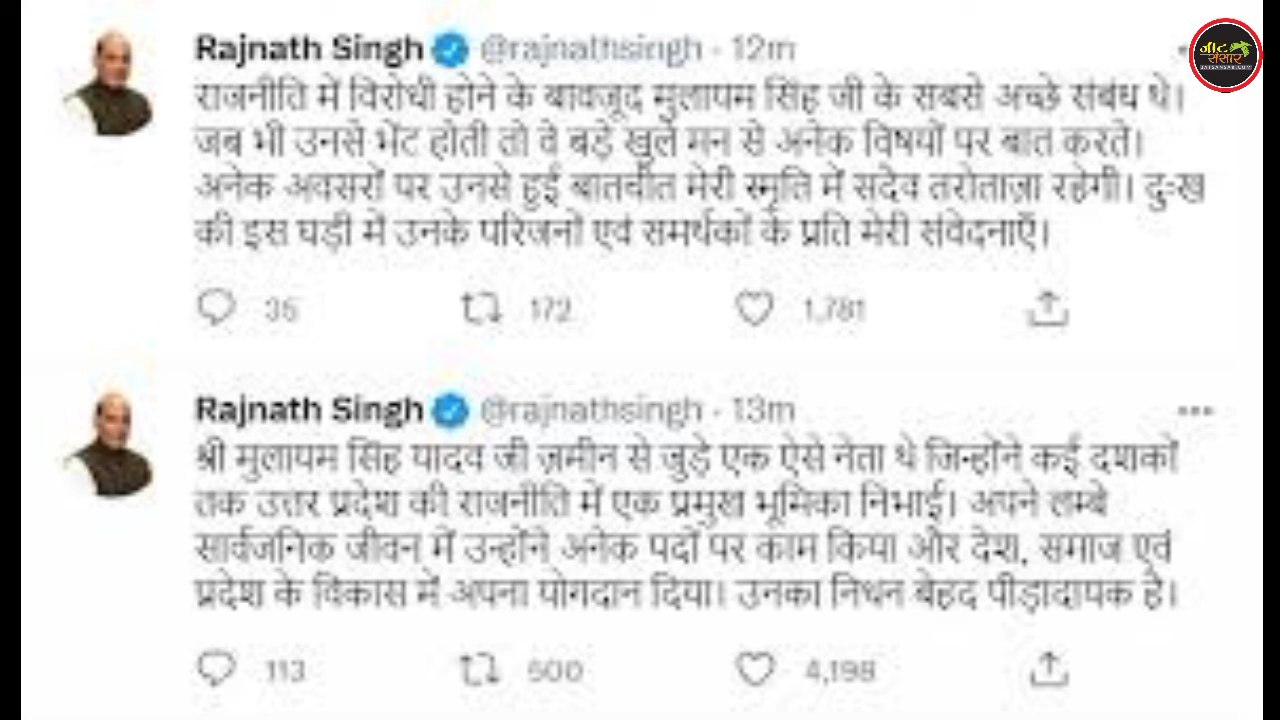 Rajnath Singh @rajnathsingh · 12m
राजनीति में विरोधी होने के बावजूद मुलायम सिंह जी के सबसे अच्छे संबंध थे।
जब भी उनसे भेंट होती तो वे बड़े खुले मन से अनेक विषयों पर बात करते।
अनेक अवसरों पर उनसे हुई बातचीत मेरी स्मृति में सदैव तरोताज़ा रहेगी। दुःख
की इस घड़ी में उनके परिजनों एवं समर्थकों के प्रति मेरी संवेदनाएँ।
35 172 1,781
Rajnath Singh @rajnathsingh · 13m
श्री मुलायम सिंह यादव जी ज़मीन से जुड़े एक ऐसे नेता थे जिन्होंने कई दशकों
तक उत्तर प्रदेश की राजनीति में एक प्रमुख भूमिका निभाई। अपने लम्बे
सार्वजनिक जीवन में उन्होंने अनेक पदों पर काम किया और देश, समाज एवं
प्रदेश के विकास में अपना योगदान दिया। उनका निधन बेहद पीड़ादायक है।
113 500 4,198
जीट
संसार